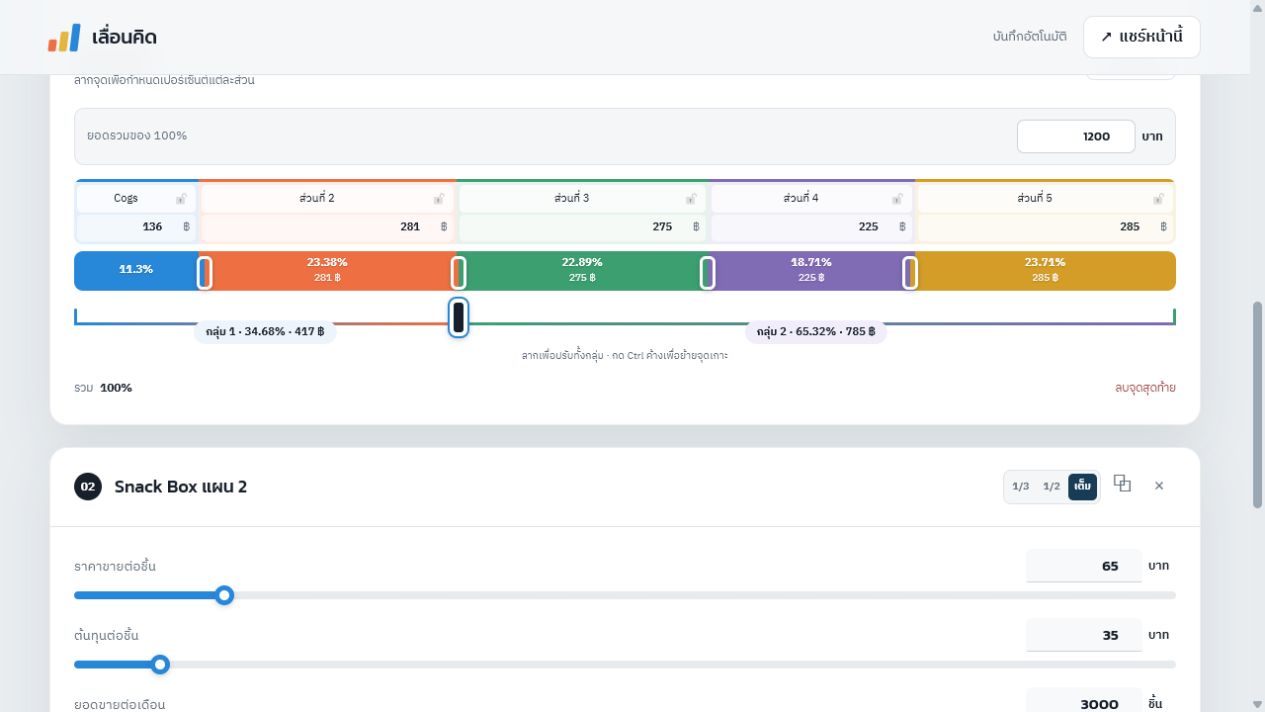 เลื่อนคิด
บันทึกอัตโนมัติ
↗ แชร์หน้านี้
ลากจุดเพื่อกำหนดเปอร์เซ็นต์แต่ละส่วน
ยอดรวมของ 100%
1200 บาท
Cogs
ส่วนที่ 2
ส่วนที่ 3
ส่วนที่ 4
ส่วนที่ 5
136 ฿
281 ฿
275 ฿
225 ฿
285 ฿
11.3%
23.38%
281 ฿
22.89%
275 ฿
18.71%
225 ฿
23.71%
285 ฿
กลุ่ม 1 · 34.68% · 417 ฿
กลุ่ม 2 · 65.32% · 785 ฿
ลากเพื่อปรับทั้งกลุ่ม · กด Ctrl ค้างเพื่อย้ายจุดเกาะ
รวม 100%
ลบจุดสุดท้าย
02 Snack Box แผน 2
1/3 1/2 เต็ม ×
ราคาขายต่อชิ้น
65 บาท
ต้นทุนต่อชิ้น
35 บาท
ยอดขายต่อเดือน
3000 ชิ้น